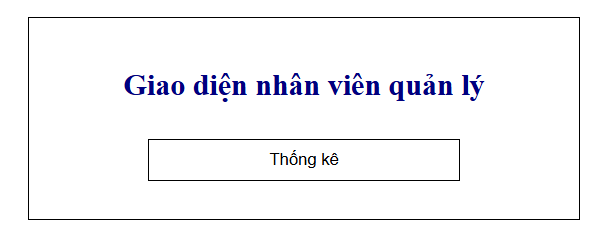 Giao diện nhân viên quản lý
Thống kê